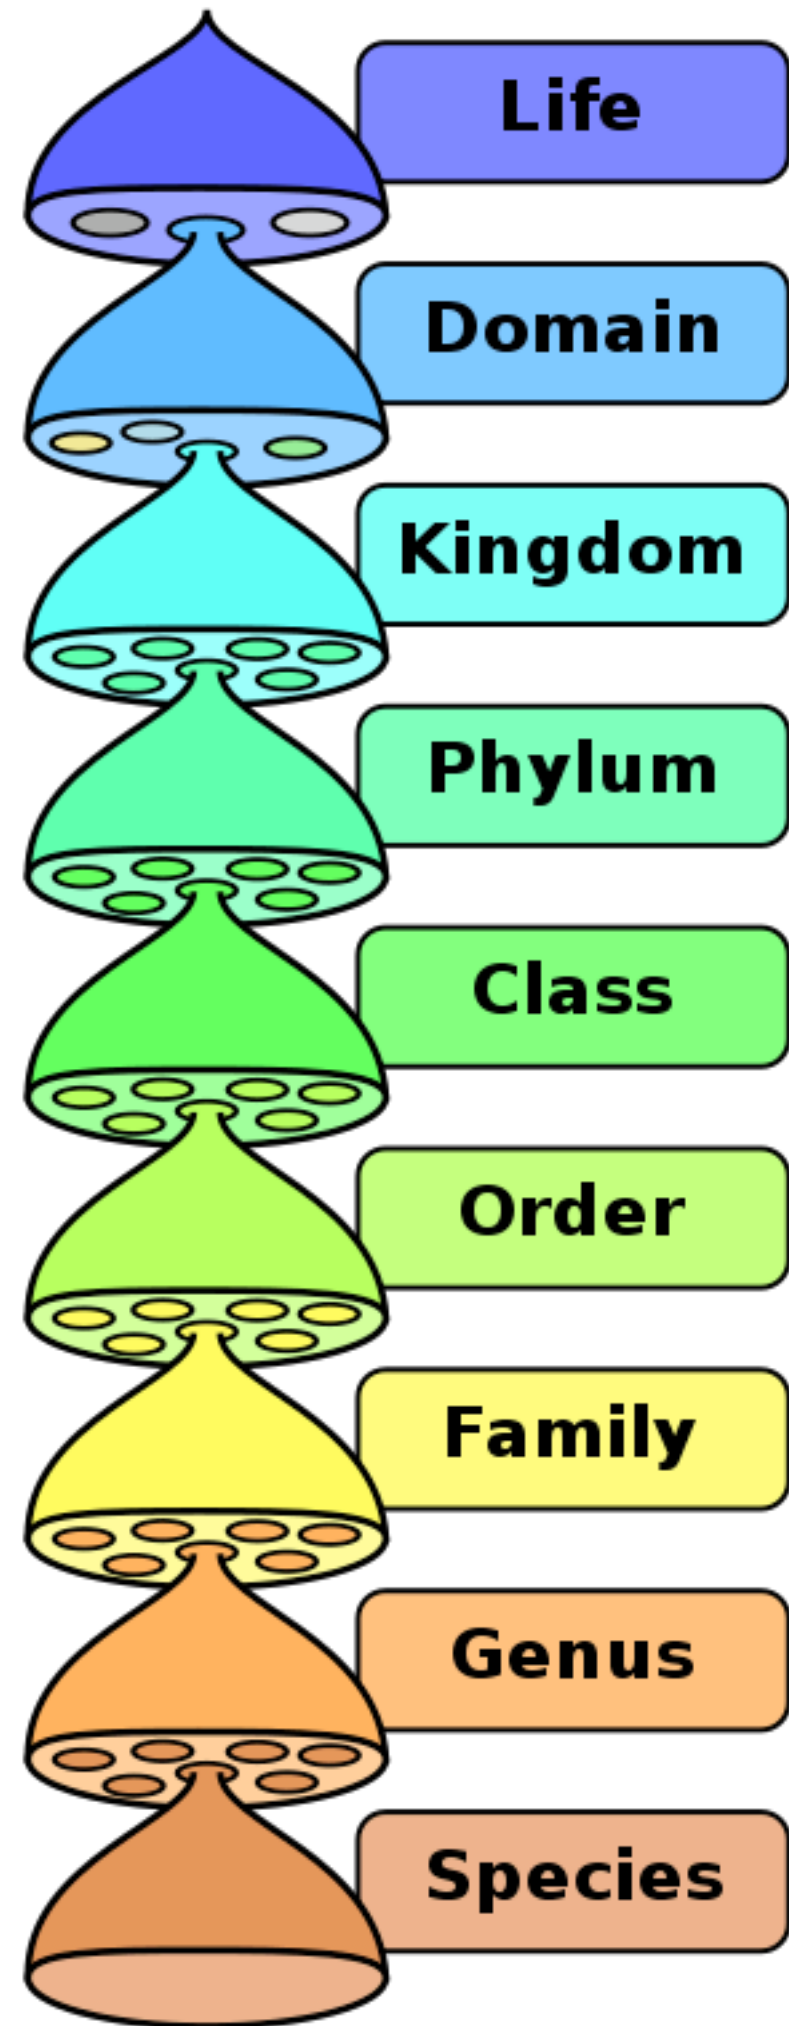 Life
Domain
Kingdom
Phylum
Class
Order
Family
Genus
Species